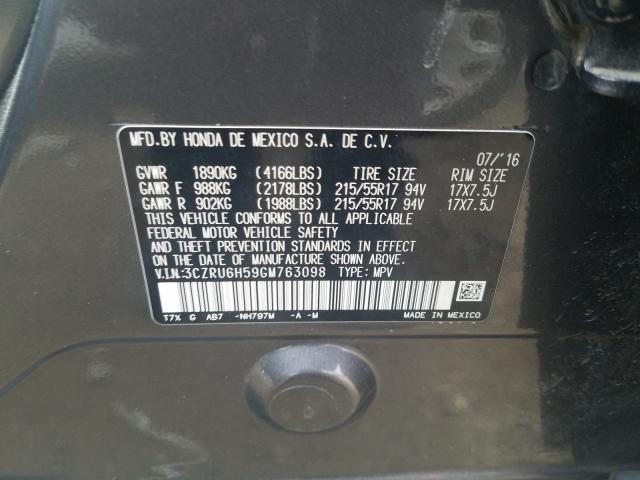 MFD.BY HONDA DE MEXICO S.A. DE C.V.
07/'16
GVWR 1890KG (4166LBS) TIRE SIZE RIM SIZE
GAWR F 988KG (2178LBS) 215/55R17 94V 17X7.5J
GAWR R 902KG (1988LBS) 215/55R17 94V 17X7.5J
THIS VEHICLE CONFORMS TO ALL APPLICABLE
FEDERAL MOTOR VEHICLE SAFETY
AND THEFT PREVENTION STANDARDS IN EFFECT
ON THE DATE OF MANUFACTURE SHOWN ABOVE.
V.I.N:3CZRU6H59GM763098 TYPE: MPV
T7X G AB7 -NH797M -A -M MADE IN MEXICO